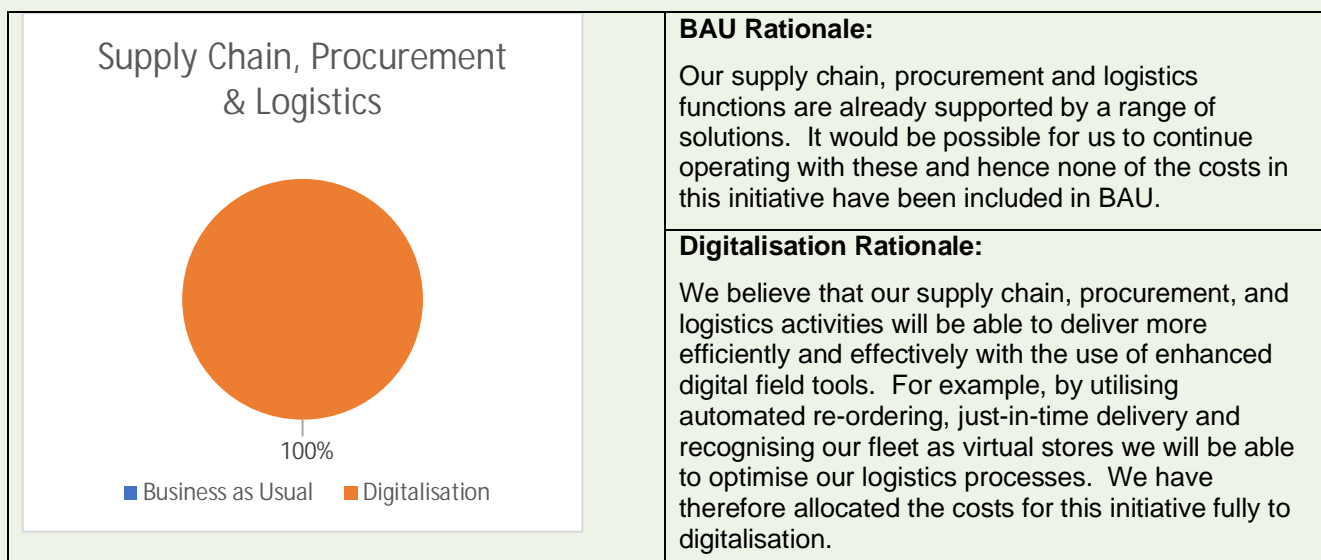 Supply Chain, Procurement
& Logistics
100%
Business as Usual
Digitalisation
BAU Rationale:
Our supply chain, procurement and logistics
functions are already supported by a range of
solutions.  It would be possible for us to continue
operating with these and hence none of the costs in
this initiative have been included in BAU.
Digitalisation Rationale:
We believe that our supply chain, procurement, and
logistics activities will be able to deliver more
efficiently and effectively with the use of enhanced
digital field tools.  For example, by utilising
automated re-ordering, just-in-time delivery and
recognising our fleet as virtual stores we will be able
to optimise our logistics processes.  We have
therefore allocated the costs for this initiative fully to
digitalisation.